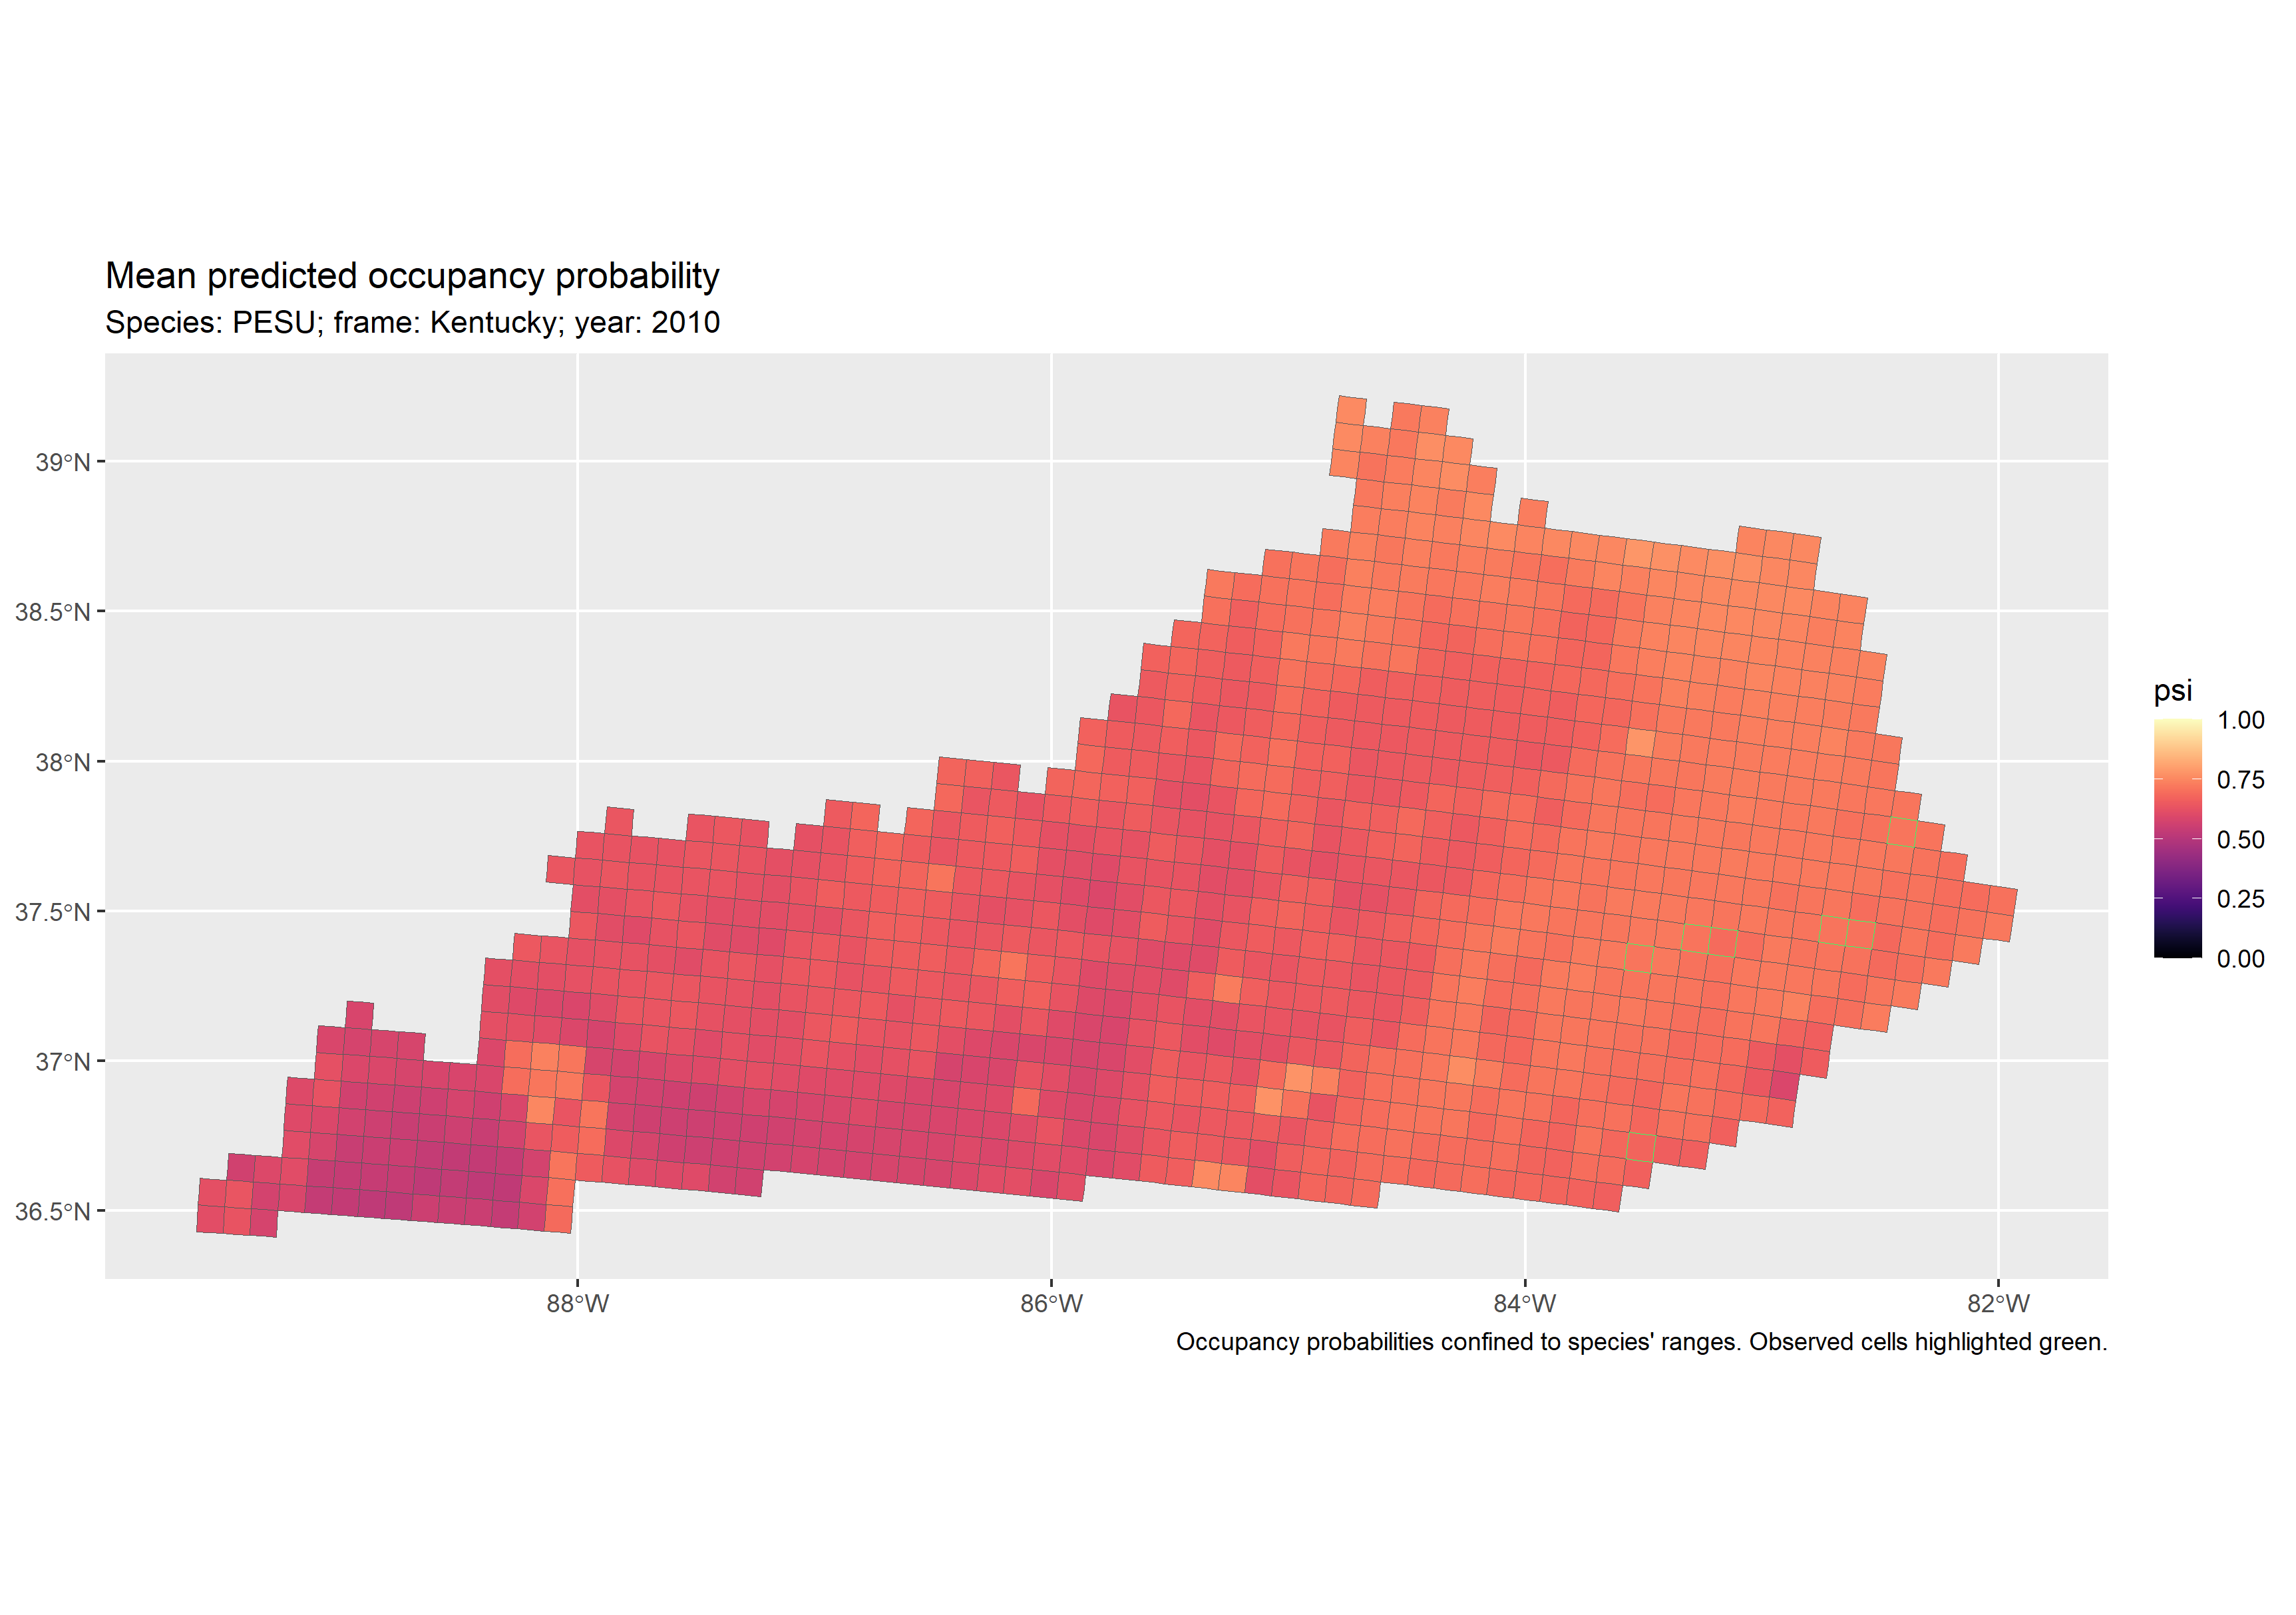 Mean predicted occupancy probability
Species: PESU; frame: Kentucky; year: 2010
39°N
38.5°N
38°N
37.5°N
37°N
36.5°N
88°W
86°W
84°W
82°W
psi
1.00
0.75
0.50
0.25
0.00
Occupancy probabilities confined to species' ranges. Observed cells highlighted green.